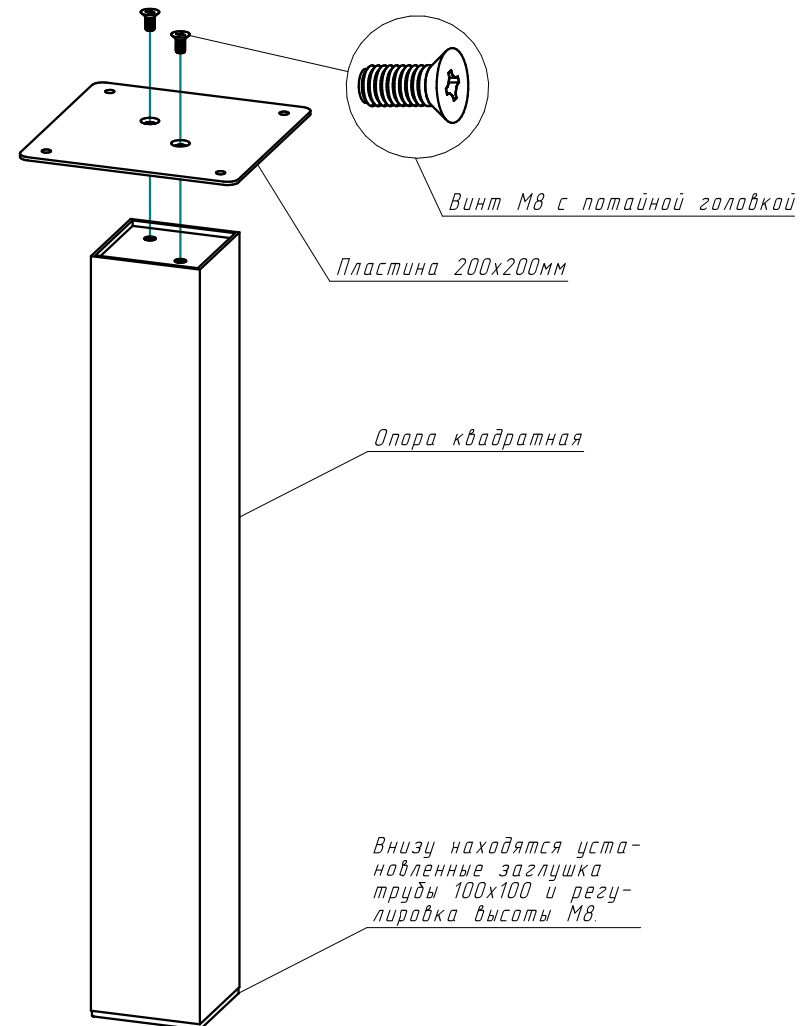 Винт М8 с потайной головкой
Пластина 200х200мм
Опора квадратная
Внизу находятся уста-
новленные заглушка
трубы 100х100 и регу-
лировка высоты М8.